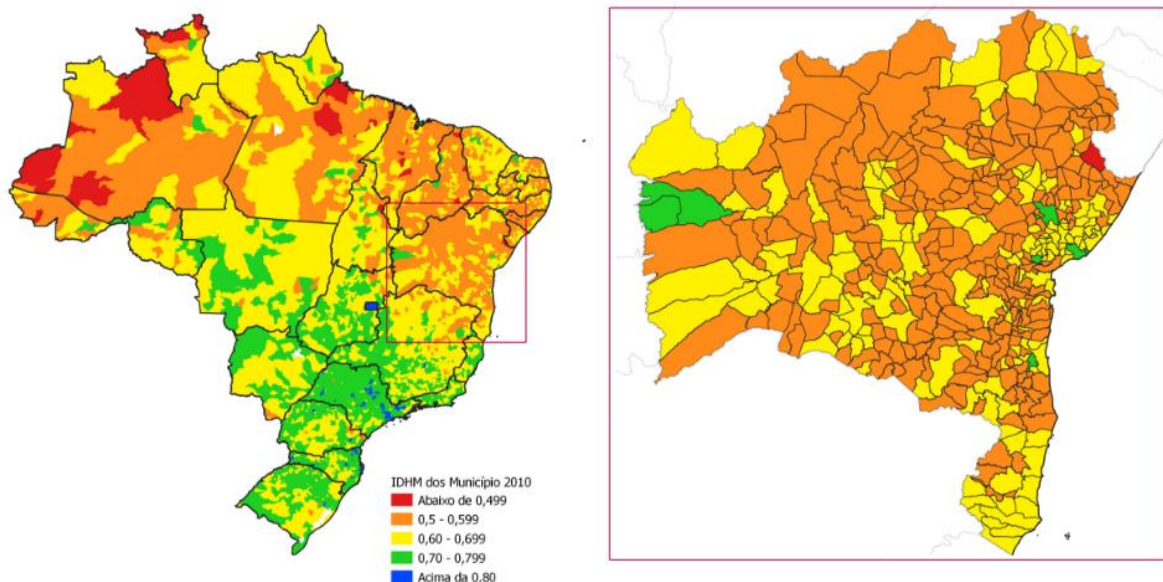 IDHM dos Município 2010
Abaixo de 0,499
0,5 - 0,599
0,60 - 0,699
0,70 - 0,799
Acima da 0,80